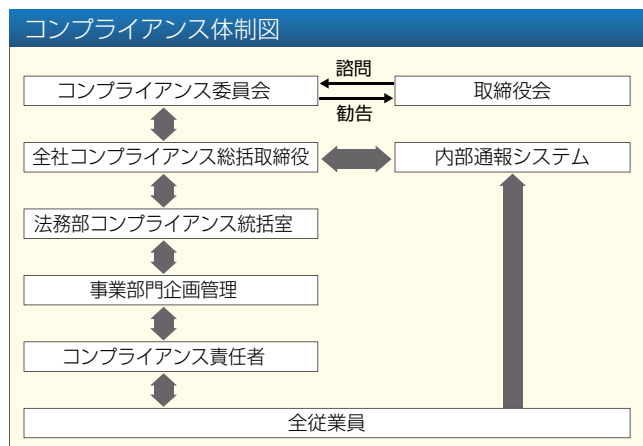 コンプライアンス体制図
諮問
コンプライアンス委員会
取締役会
勧告
全社コンプライアンス総括取締役
内部通報システム
法務部コンプライアンス統括室
事業部門企画管理
コンプライアンス責任者
全従業員